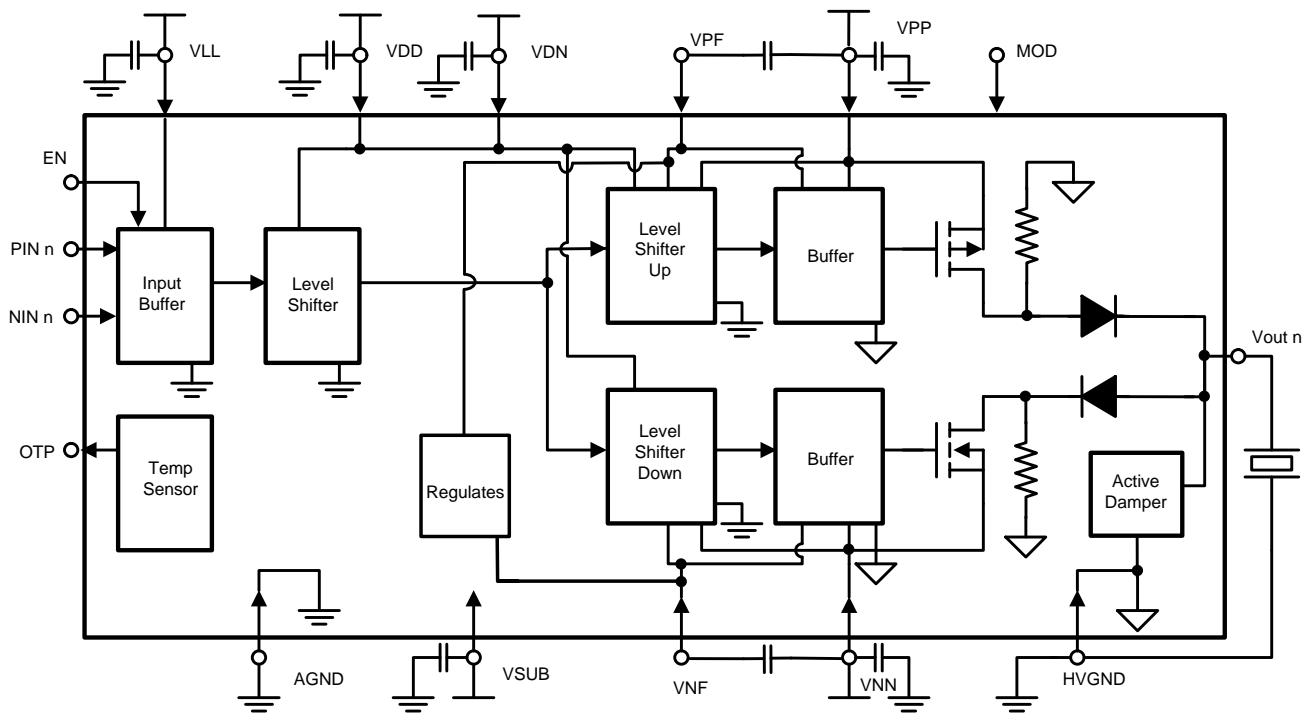 VLL
VDD
VDN
VPF
VPP
MOD
EN
PIN n
NIN n
OTP
Input
Buffer
Level
Shifter
Level
Shifter
Up
Buffer
Vout n
Temp
Sensor
Regulates
Level
Shifter
Down
Buffer
Active
Damper
AGND
VSUB
VNF
VNN
HVGND